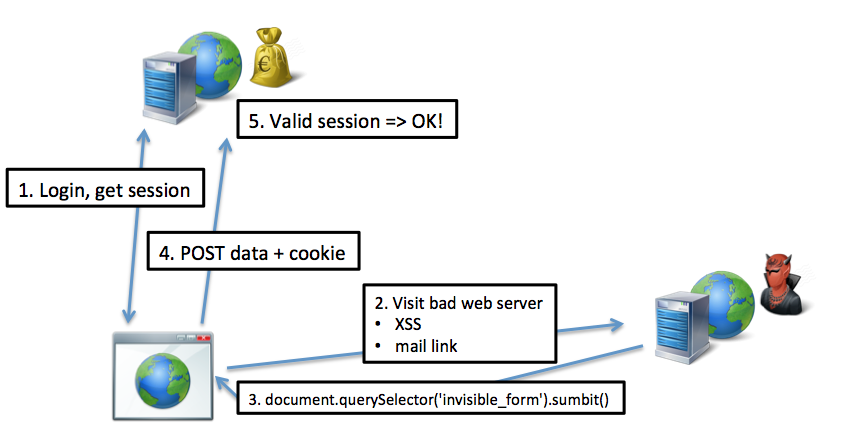 5. Valid session => OK!
1. Login, get session
4. POST data + cookie
2. Visit bad web server
• XSS
• mail link
3. document.querySelector('invisible_form').sumbit()
€